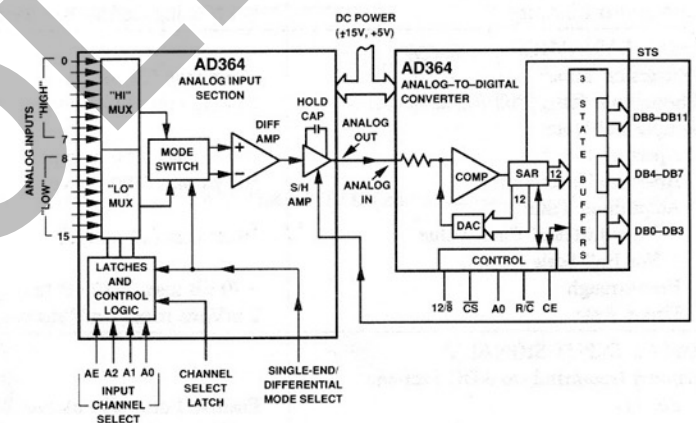 DC POWER
(±15V, +5V)
STS
AD364
ANALOG INPUT
SECTION
AD364
ANALOG-TO-DIGITAL
CONVERTER
0
"HIGH"
7
8
"LOW"
15
ANALOG INPUTS
"HI"
MUX
"LO"
MUX
MODE
SWITCH
DIFF
AMP
+
−
HOLD
CAP
S/H
AMP
ANALOG
OUT
ANALOG
IN
COMP
SAR
12
12
DAC
CONTROL
3
STATE
BUFFERS
DB8–DB11
DB4–DB7
DB0–DB3
12/8̅
C̅S̅
A0
R/C̅
CE
LATCHES
AND
CONTROL
LOGIC
AE A2 A1 A0
INPUT
CHANNEL
SELECT
CHANNEL
SELECT
LATCH
SINGLE-END/
DIFFERENTIAL
MODE SELECT